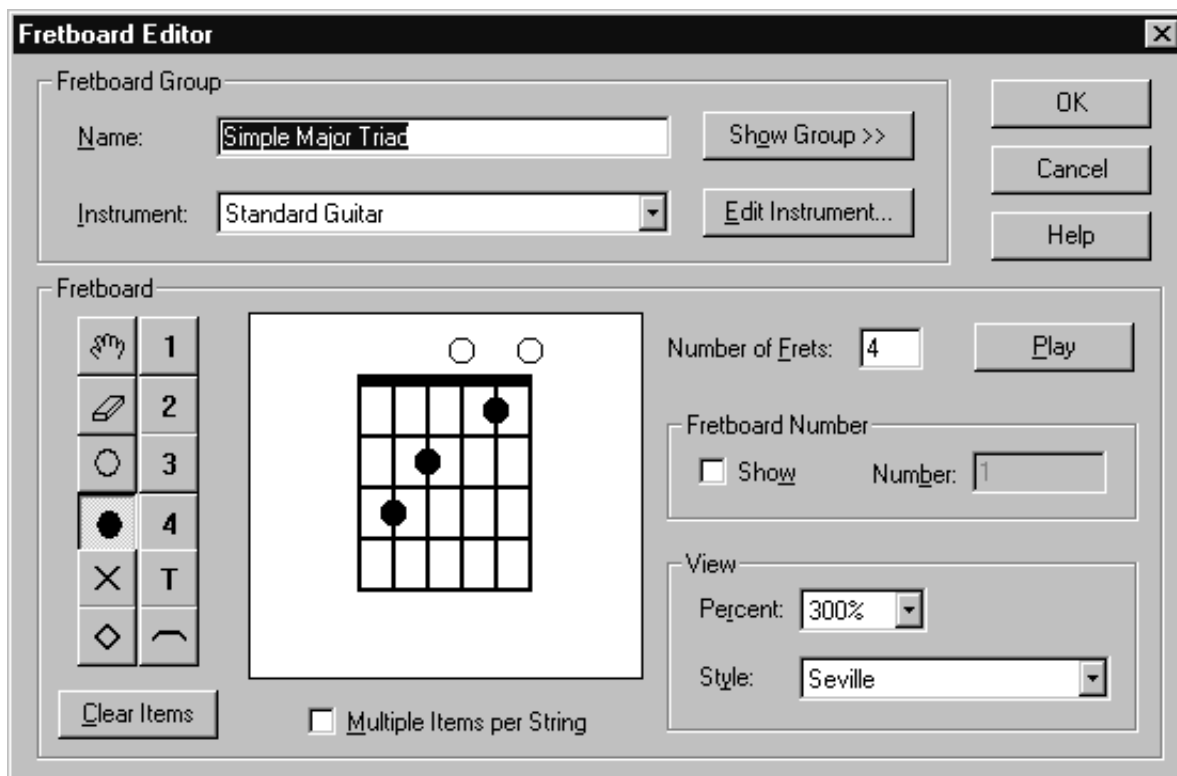 Fretboard Editor
Fretboard Group
Name: Simple Major Triad Show Group >>
Instrument: Standard Guitar Edit Instrument...
OK
Cancel
Help
Fretboard
1
2
3
4
T
Clear Items
Multiple Items per String
Number of Frets: 4 Play
Fretboard Number
Show Number: 1
View
Percent: 300%
Style: Seville